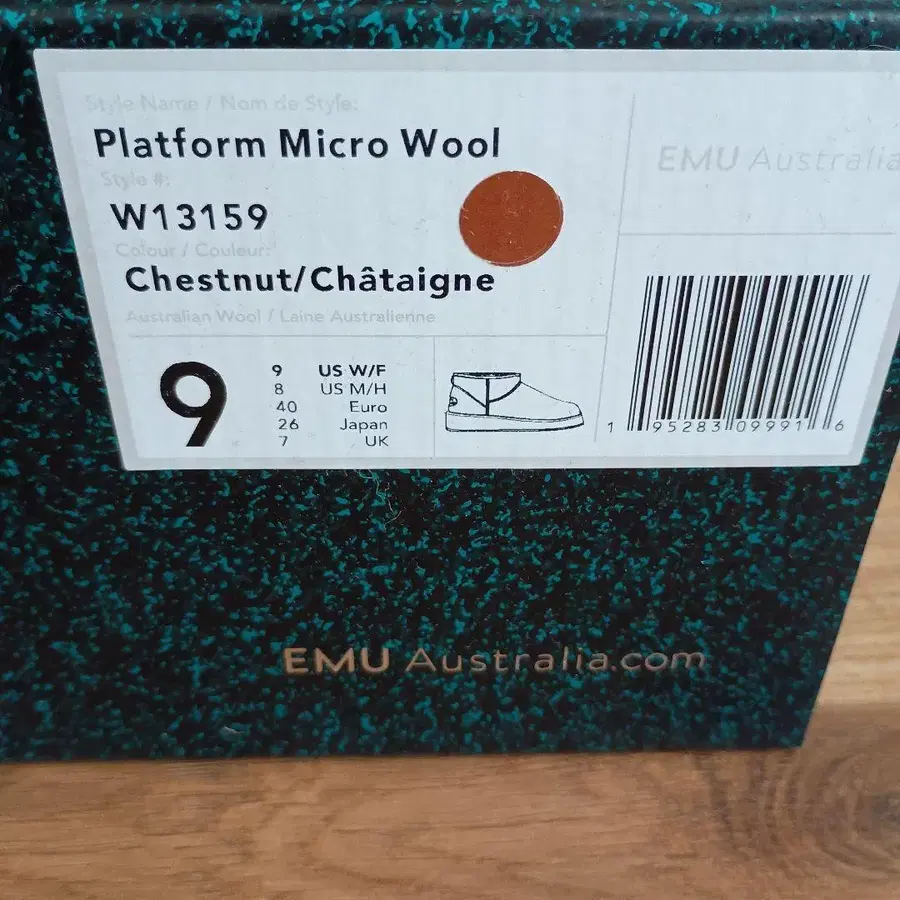 Style Name / Nom de Style:
Platform Micro Wool
Style #:
W13159
Colour / Couleur:
Chestnut/Châtaigne
Australian Wool / Laine Australienne
9
9 US W/F
8 US M/H
40 Euro
26 Japan
7 UK
EMU Australia
1 95283 09991 6
EMU Australia.com